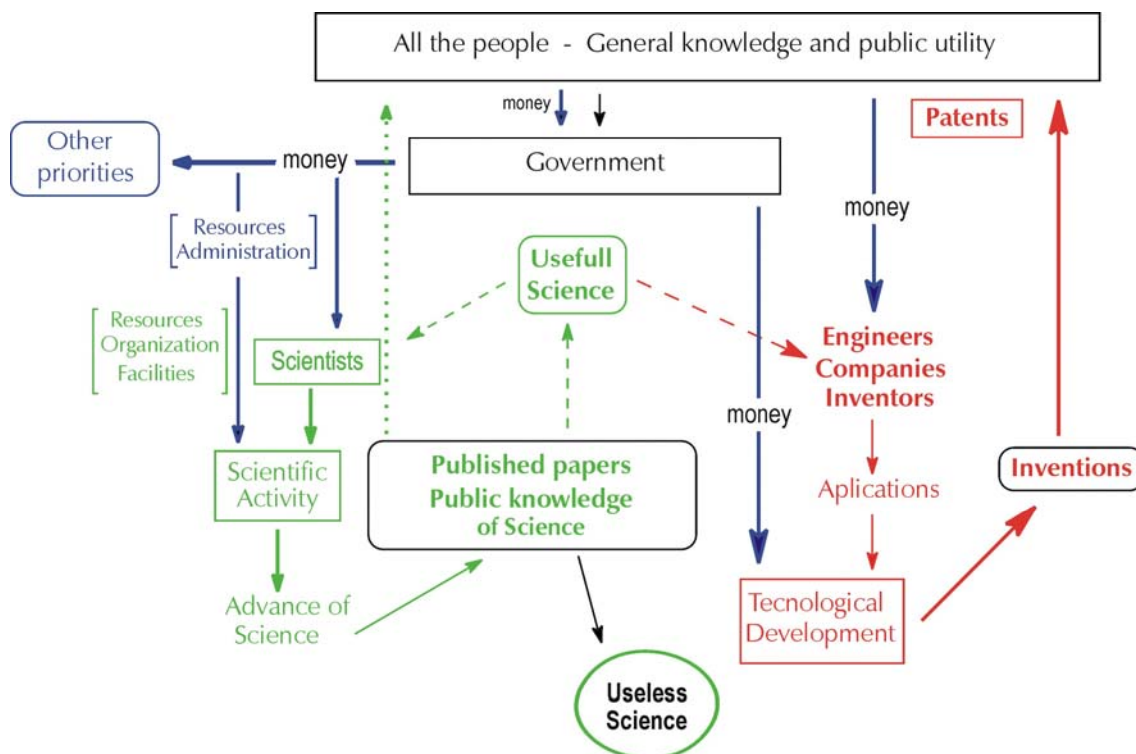 All the people - General knowledge and public utility
money
Patents
Other
priorities
money
Government
money
Resources
Administration
Usefull
Science
Resources
Organization
Facilities
Scientists
Engineers
Companies
Inventors
money
Scientific
Activity
Published papers
Public knowledge
of Science
Aplications
Inventions
Advance of
Science
Tecnological
Development
Useless
Science